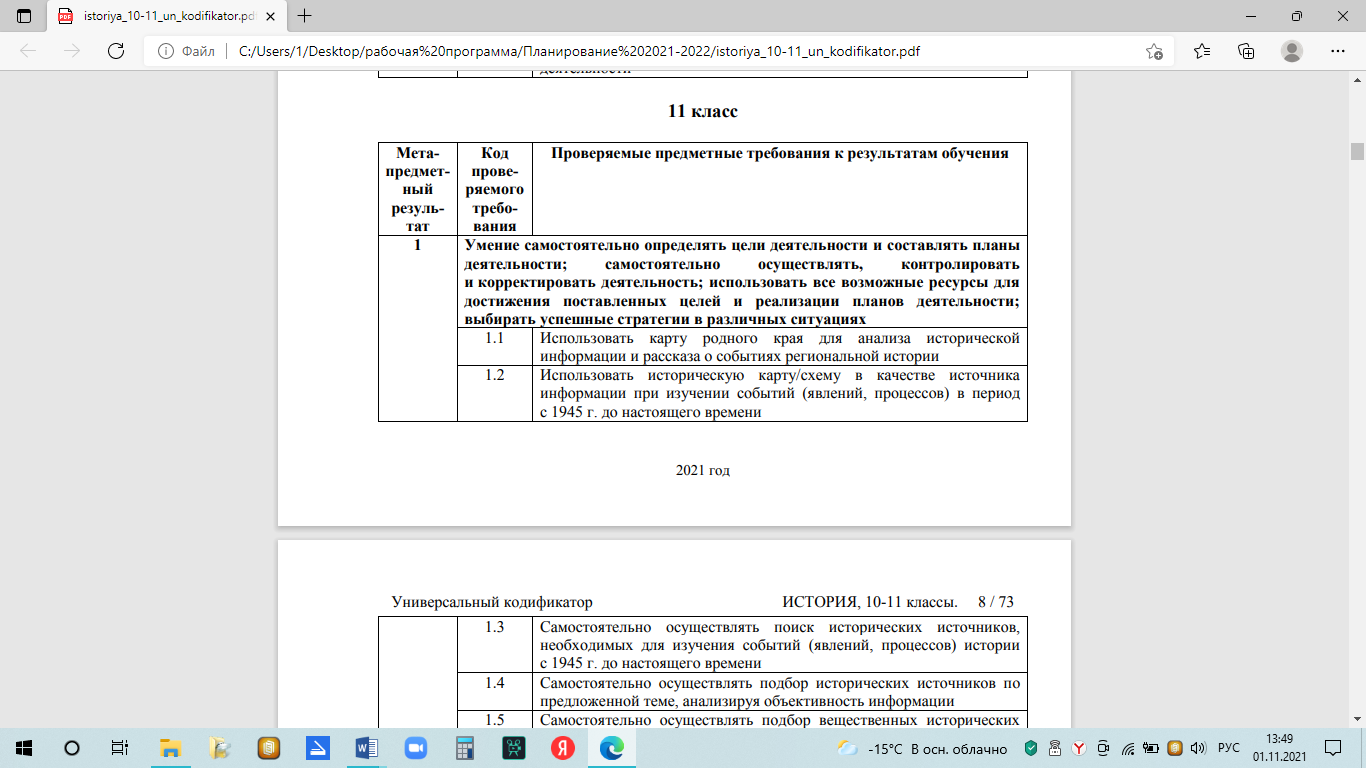 istoriya_10-11_un_kodifikator.pdf
Файл
C:/Users/1/Desktop/рабочая%20программа/Планирование%202021-2022/istoriya_10-11_un_kodifikator.pdf
деятельности
11 класс
Мета-
предмет-
ный
резуль-
тат
Код
прове-
ряемого
требо-
вания
Проверяемые предметные требования к результатам обучения
1
Умение самостоятельно определять цели деятельности и составлять планы
деятельности; самостоятельно осуществлять, контролировать
и корректировать деятельность; использовать все возможные ресурсы для
достижения поставленных целей и реализации планов деятельности;
выбирать успешные стратегии в различных ситуациях
1.1
Использовать карту родного края для анализа исторической
информации и рассказа о событиях региональной истории
1.2
Использовать историческую карту/схему в качестве источника
информации при изучении событий (явлений, процессов) в период
с 1945 г. до настоящего времени
2021 год
Универсальный кодификатор ИСТОРИЯ, 10-11 классы. 8 / 73
1.3
Самостоятельно осуществлять поиск исторических источников,
необходимых для изучения событий (явлений, процессов) истории
с 1945 г. до настоящего времени
1.4
Самостоятельно осуществлять подбор исторических источников по
предложенной теме, анализируя объективность информации
1.5
Самостоятельно осуществлять подбор вещественных исторических
-15°C В осн. облачно
РУС
13:49
01.11.2021